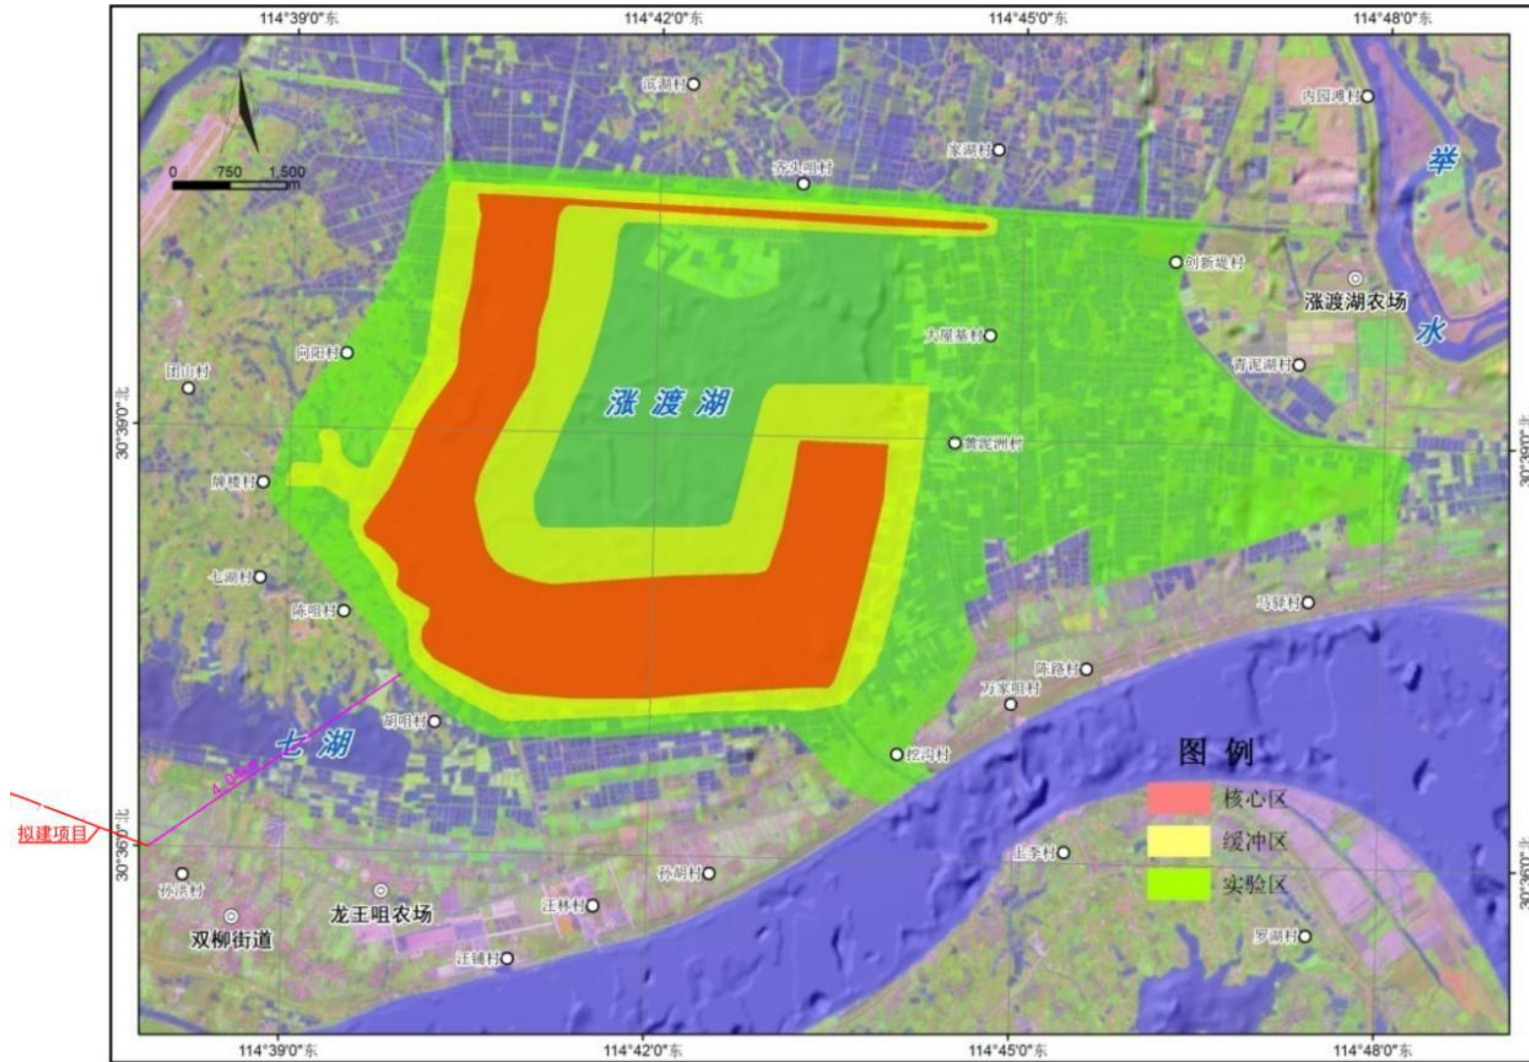 114°39'0"东
114°42'0"东
114°45'0"东
114°48'0"东
滨湖村
内园滩村
家湖村
举
齐头咀村
0 750 1,500
m
创新堤村
涨渡湖农场
水
大屋基村
向阳村
青泥湖村
团山村
涨渡湖
30°39'0"北
30°39'0"北
黄泥洲村
牌楼村
七湖村
陈咀村
马驿村
陈路村
万家咀村
胡咀村
七湖
挖沟村
图例
核心区
拟建项目
缓冲区
30°36'0"北
30°36'0"北
上李村
孙洪村
孙胡村
实验区
龙王咀农场
汪林村
双柳街道
罗湖村
汪铺村
114°39'0"东
114°42'0"东
114°45'0"东
114°48'0"东